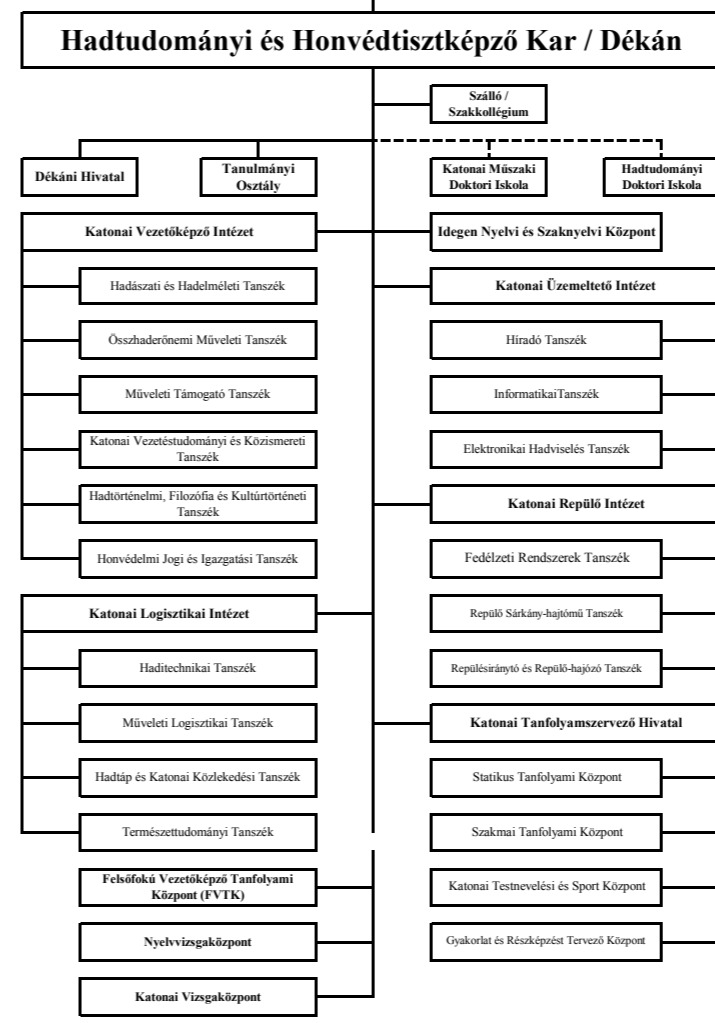 Hadtudományi és Honvédtisztképző Kar / Dékán
Szálló /
Szakkollégium
Dékáni Hivatal
Tanulmányi
Osztály
Katonai Műszaki
Doktori Iskola
Hadtudományi
Doktori Iskola
Katonai Vezetőképző Intézet
Hadászati és Hadelméleti Tanszék
Összhaderőnemi Műveleti Tanszék
Műveleti Támogató Tanszék
Katonai Vezetéstudományi és Közismereti
Tanszék
Hadtörténelmi, Filozófia és Kultúrtörténeti
Tanszék
Honvédelmi Jogi és Igazgatási Tanszék
Katonai Logisztikai Intézet
Haditechnikai Tanszék
Műveleti Logisztikai Tanszék
Hadtáp és Katonai Közlekedési Tanszék
Természettudományi Tanszék
Felsőfokú Vezetőképző Tanfolyami
Központ (FVTK)
Nyelvvizsgaközpont
Katonai Vizsgaközpont
Idegen Nyelvi és Szaknyelvi Központ
Katonai Üzemeltető Intézet
Híradó Tanszék
InformatikaiTanszék
Elektronikai Hadviselés Tanszék
Katonai Repülő Intézet
Fedélzeti Rendszerek Tanszék
Repülő Sárkány-hajtómű Tanszék
Repülésirányító és Repülő-hajózó Tanszék
Katonai Tanfolyamszervező Hivatal
Statikus Tanfolyami Központ
Szakmai Tanfolyami Központ
Katonai Testnevelési és Sport Központ
Gyakorlat és Részképzést Tervező Központ